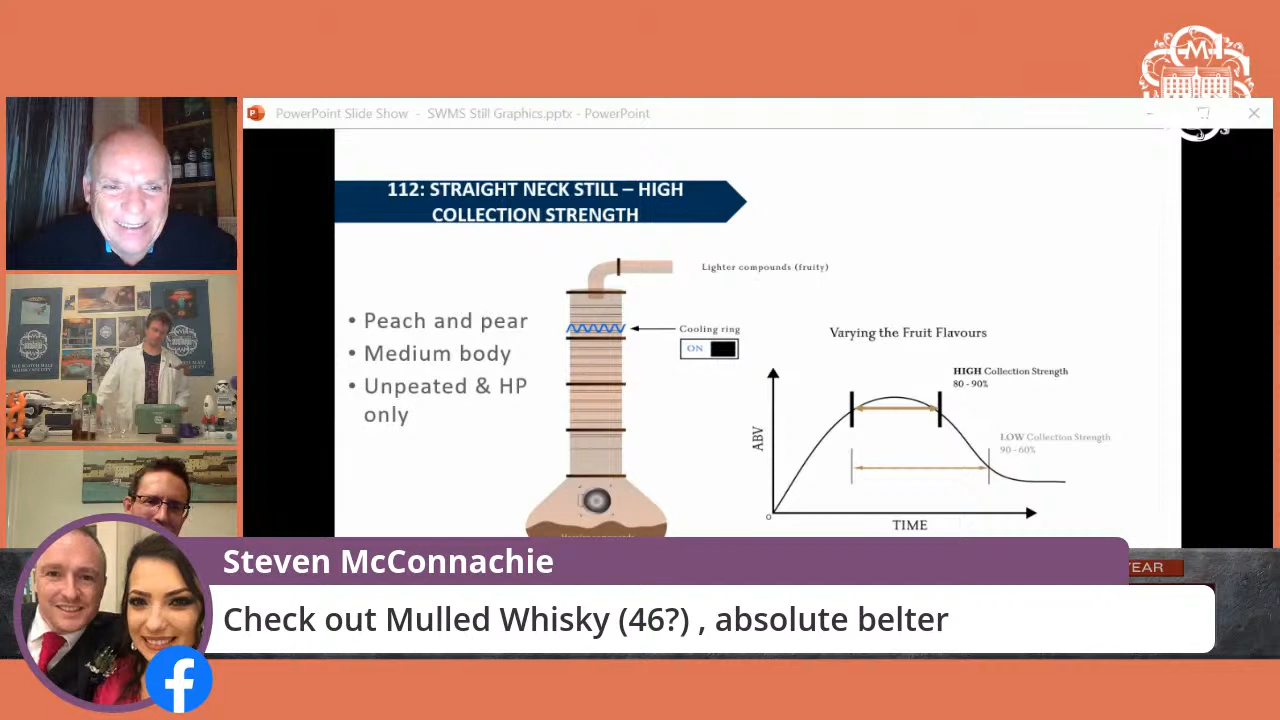 PowerPoint Slide Show - SWMS Still Graphics.pptx - PowerPoint
M
112: STRAIGHT NECK STILL – HIGH
COLLECTION STRENGTH
Lighter compounds (fruity)
• Peach and pear
• Medium body
• Unpeated & HP
only
Cooling ring
ON
Varying the Fruit Flavours
HIGH Collection Strength
80 - 90%
LOW Collection Strength
90 - 60%
ABV
0
TIME
YEAR
Steven McConnachie
Check out Mulled Whisky (46?) , absolute belter